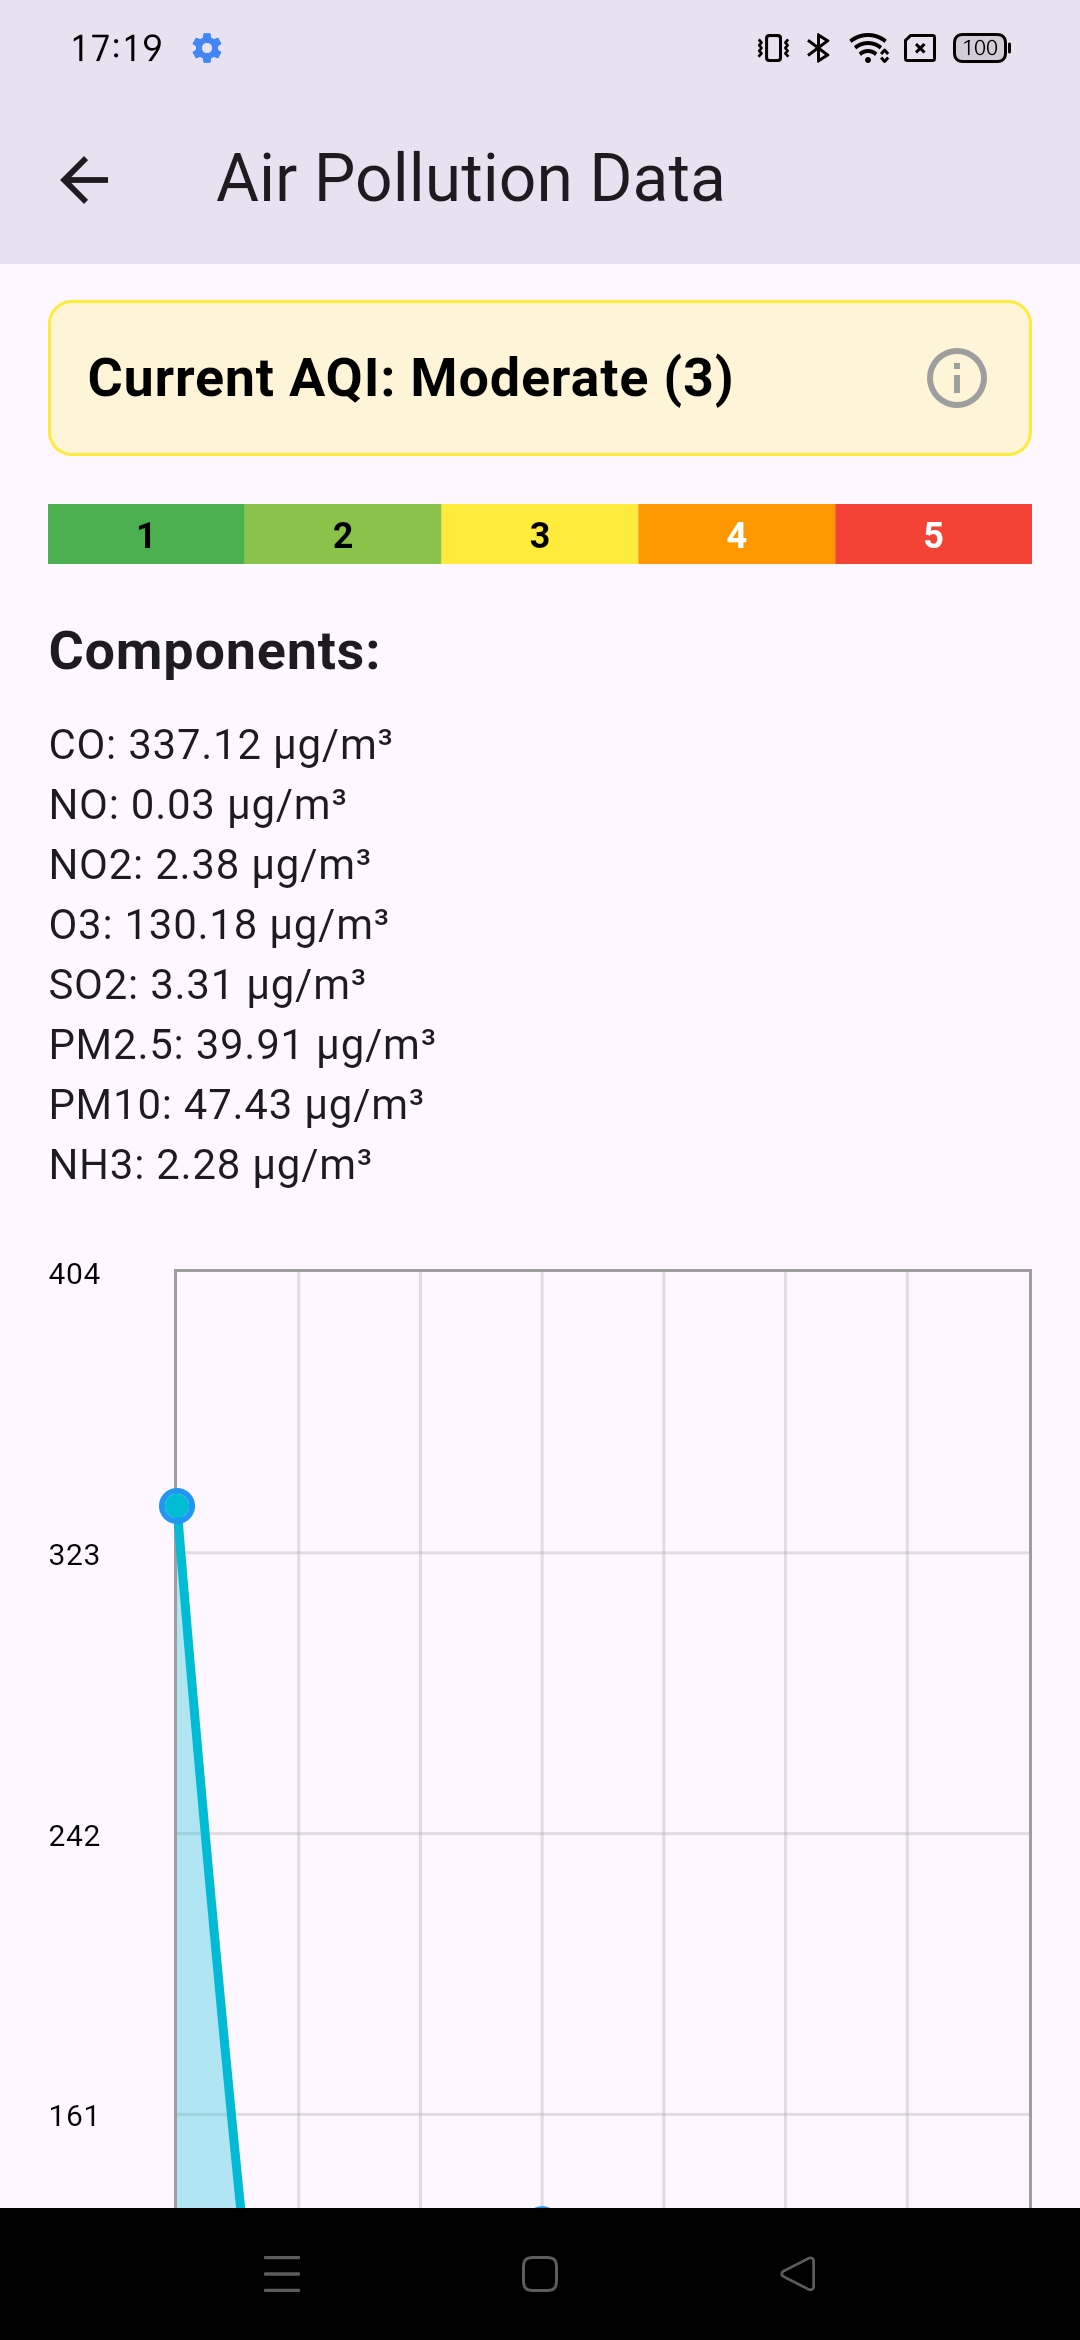 17:19
100
Air Pollution Data
Current AQI: Moderate (3)
1 2 3 4 5
Components:
CO: 337.12 µg/m³
NO: 0.03 µg/m³
NO2: 2.38 µg/m³
O3: 130.18 µg/m³
SO2: 3.31 µg/m³
PM2.5: 39.91 µg/m³
PM10: 47.43 µg/m³
NH3: 2.28 µg/m³
404
323
242
161